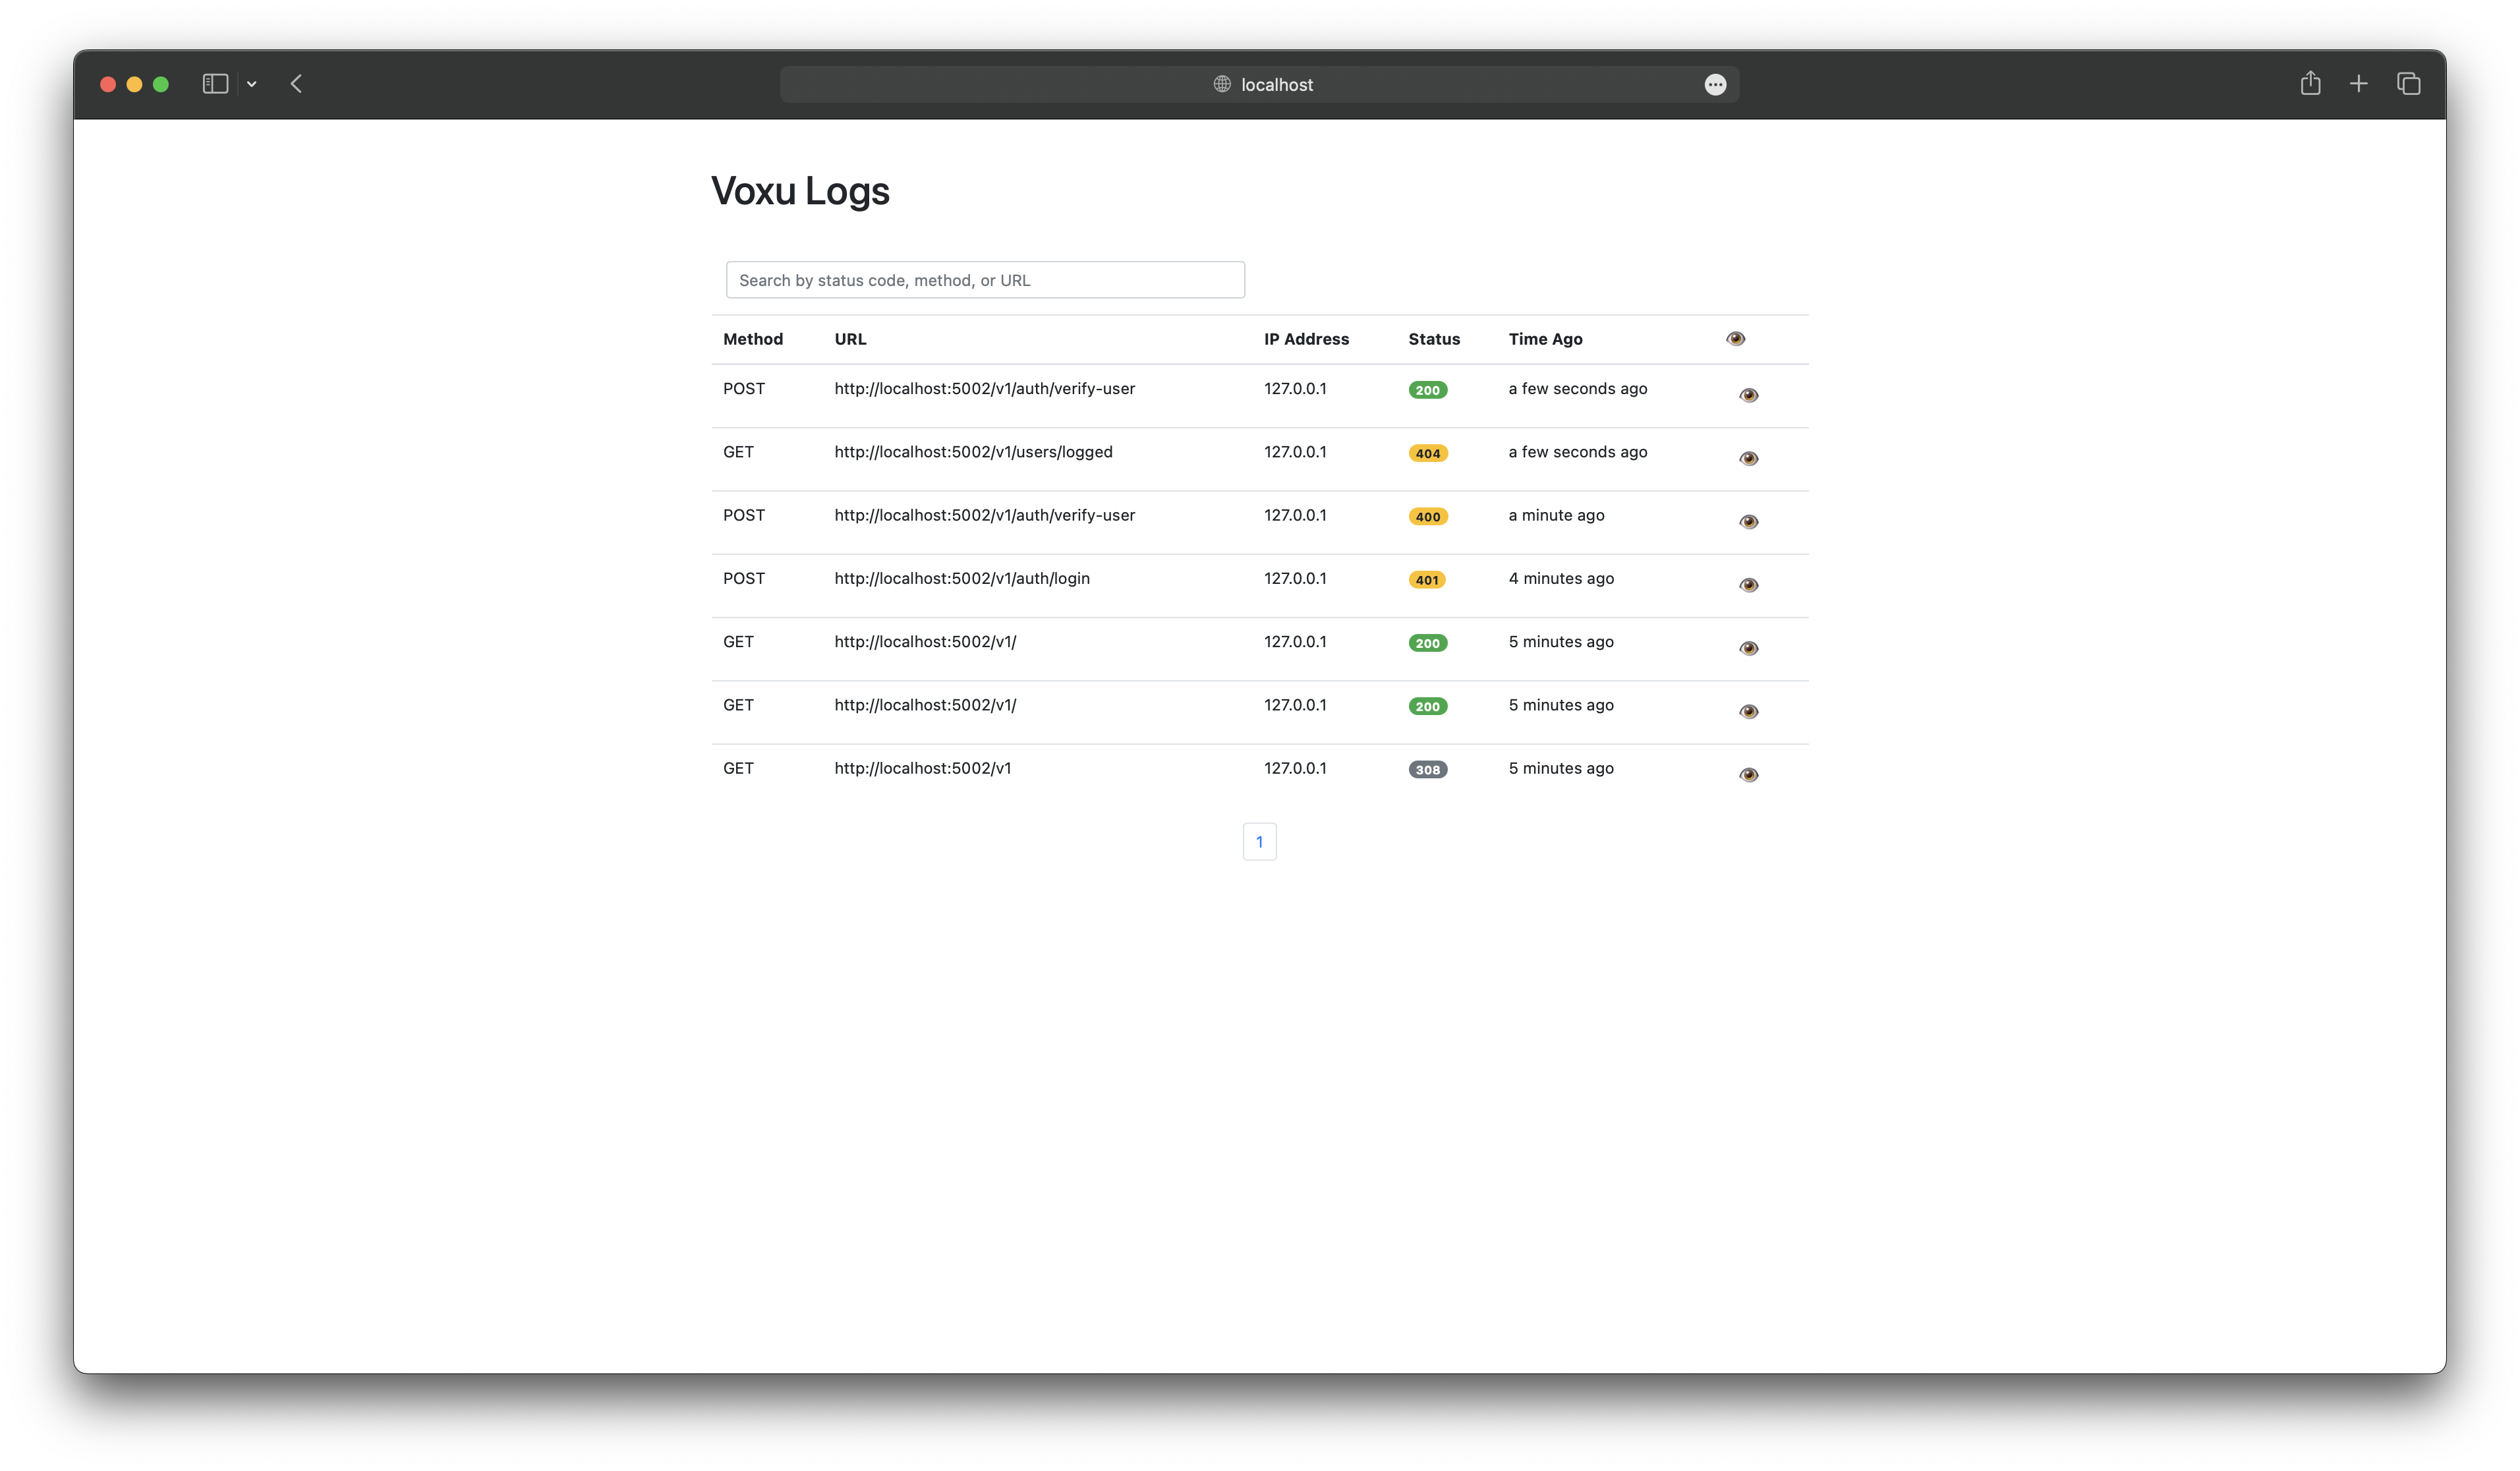 localhost
Voxu Logs
Search by status code, method, or URL
Method URL IP Address Status Time Ago
POST http://localhost:5002/v1/auth/verify-user 127.0.0.1 200 a few seconds ago
GET http://localhost:5002/v1/users/logged 127.0.0.1 404 a few seconds ago
POST http://localhost:5002/v1/auth/verify-user 127.0.0.1 400 a minute ago
POST http://localhost:5002/v1/auth/login 127.0.0.1 401 4 minutes ago
GET http://localhost:5002/v1/ 127.0.0.1 200 5 minutes ago
GET http://localhost:5002/v1/ 127.0.0.1 200 5 minutes ago
GET http://localhost:5002/v1 127.0.0.1 308 5 minutes ago
1